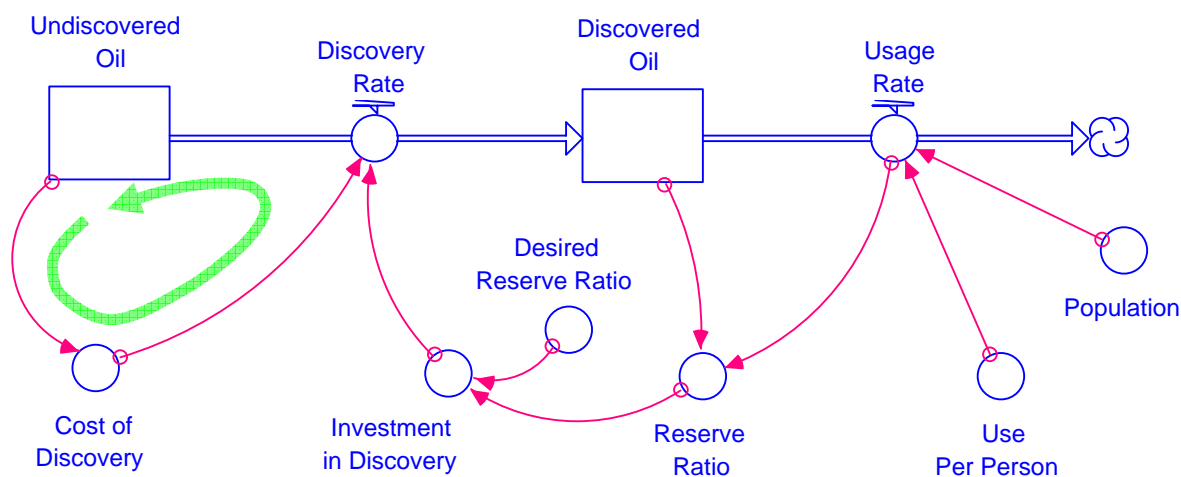 Undiscovered
Oil
Discovery
Rate
Discovered
Oil
Usage
Rate
Desired
Reserve Ratio
Population
Cost of
Discovery
Investment
in Discovery
Reserve
Ratio
Use
Per Person